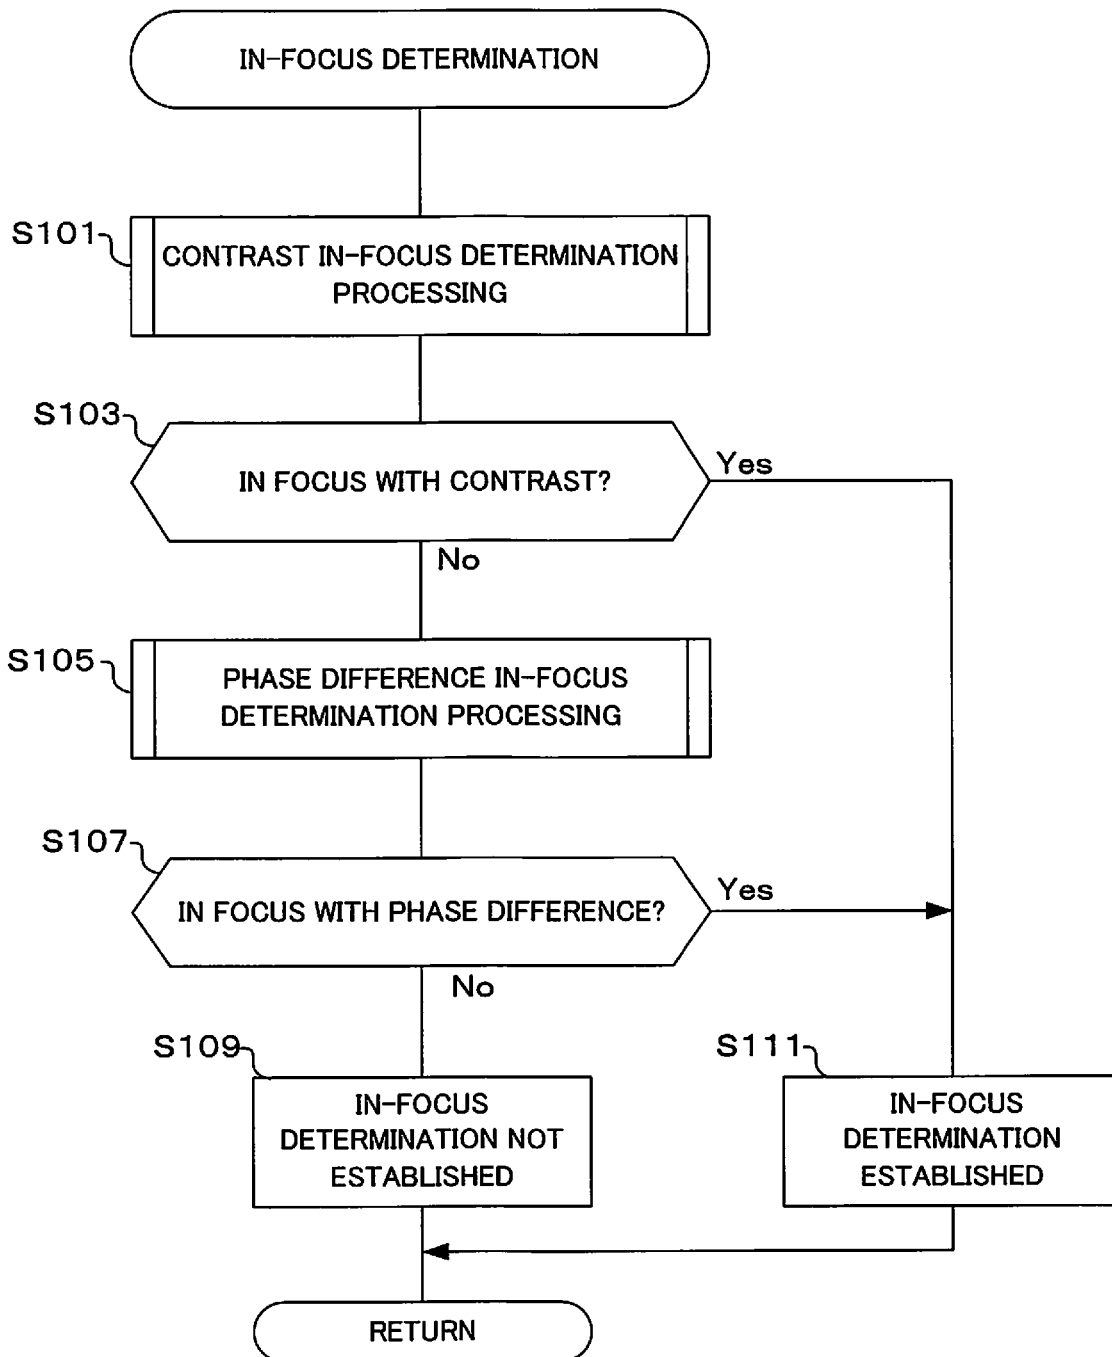 IN-FOCUS DETERMINATION
S101
CONTRAST IN-FOCUS DETERMINATION
PROCESSING
S103
IN FOCUS WITH CONTRAST?
Yes
No
S105
PHASE DIFFERENCE IN-FOCUS
DETERMINATION PROCESSING
S107
IN FOCUS WITH PHASE DIFFERENCE?
Yes
No
S109
IN-FOCUS
DETERMINATION NOT
ESTABLISHED
S111
IN-FOCUS
DETERMINATION
ESTABLISHED
RETURN